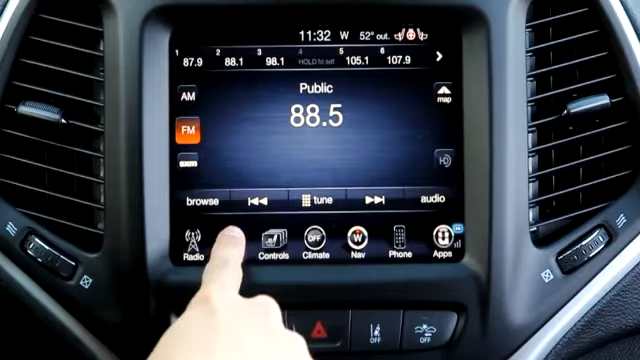 11:32 W 52° out.
1 2 3 4 5 6
87.9 88.1 98.1 HOLD to set 105.1 107.9
Public
88.5
AM
FM
sxm
map
HD
browse tune audio
OFF W
Radio Controls Climate Nav Phone Apps
OFF OFF